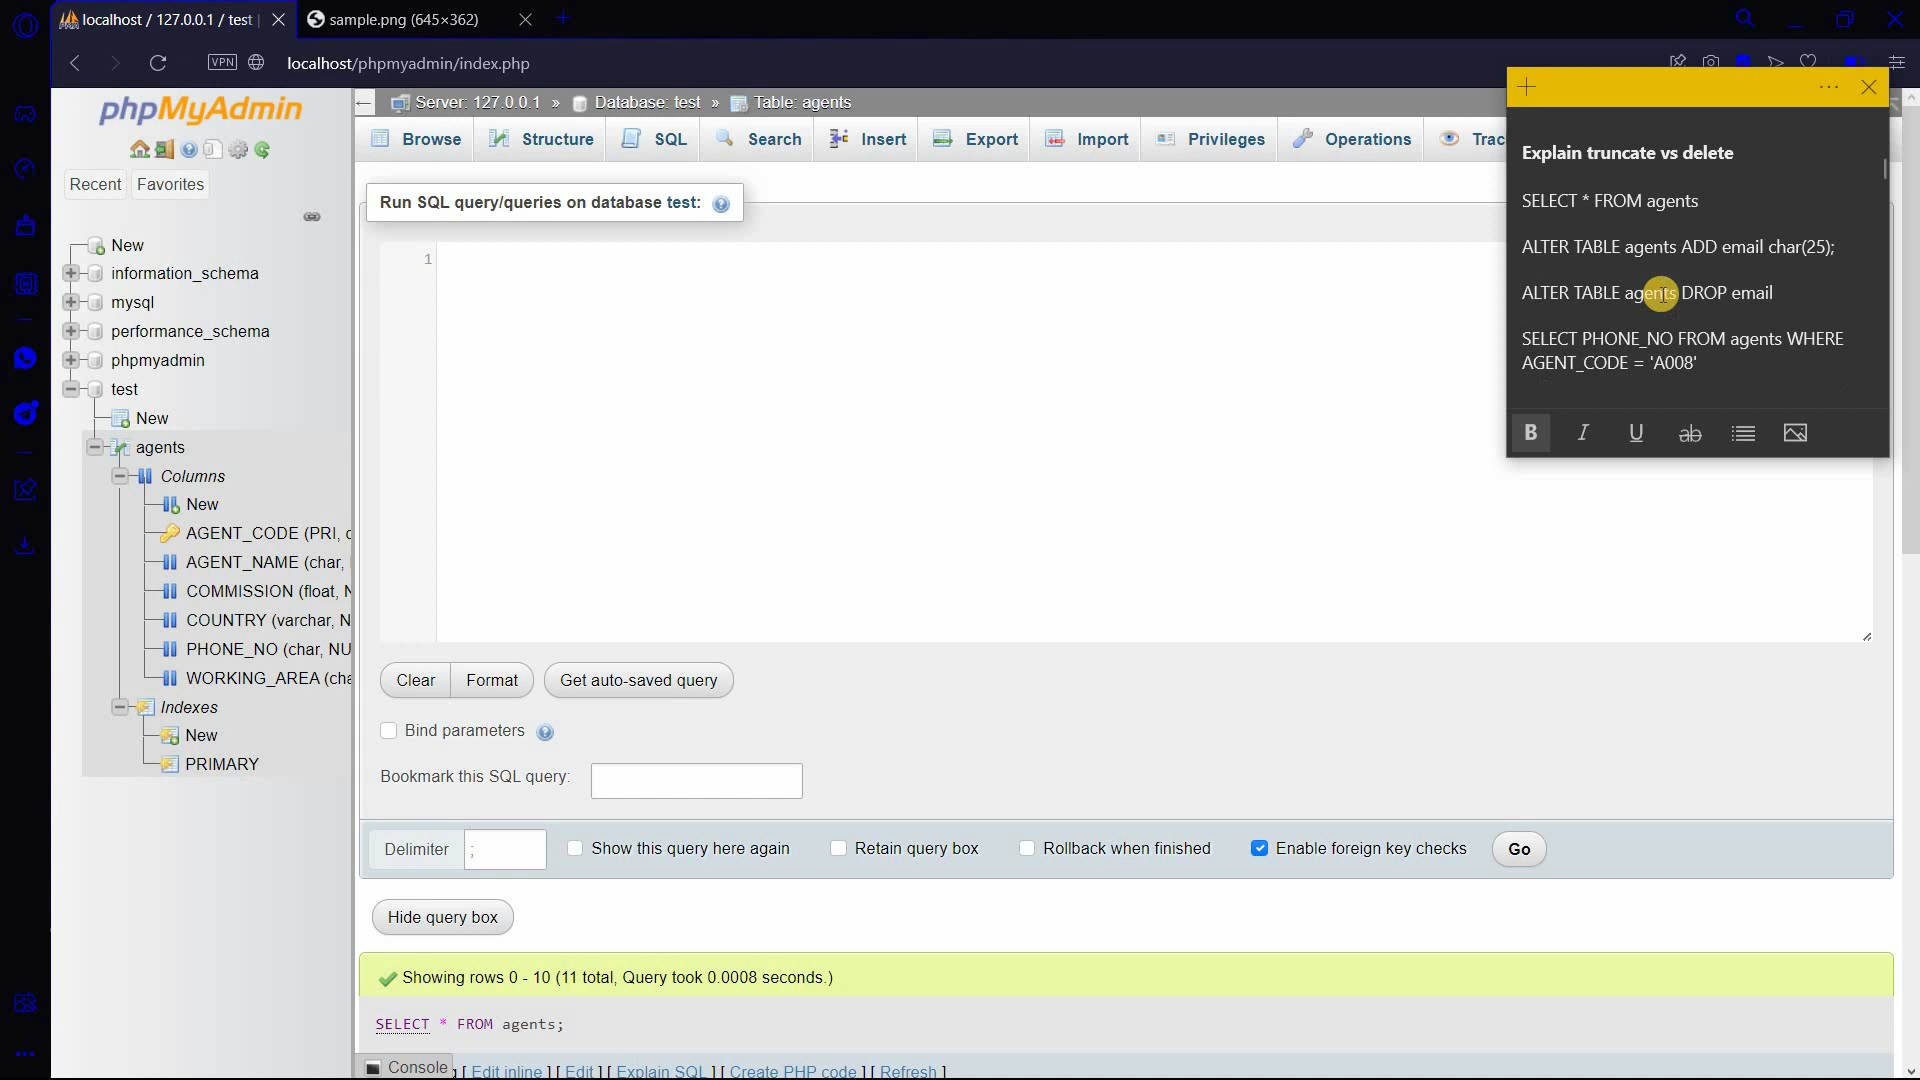 localhost / 127.0.0.1 / test
sample.png (645×362)
VPN
localhost/phpmyadmin/index.php
phpMyAdmin
Recent
Favorites
New
information_schema
mysql
performance_schema
phpmyadmin
test
New
agents
Columns
New
AGENT_CODE (PRI, c
AGENT_NAME (char,
COMMISSION (float, N
COUNTRY (varchar, N
PHONE_NO (char, NU
WORKING_AREA (cha
Indexes
New
PRIMARY
Server: 127.0.0.1 » Database: test » Table: agents
Browse
Structure
SQL
Search
Insert
Export
Import
Privileges
Operations
Trac
Run SQL query/queries on database test:
1
Clear
Format
Get auto-saved query
Bind parameters
Bookmark this SQL query:
Delimiter
;
Show this query here again
Retain query box
Rollback when finished
Enable foreign key checks
Go
Hide query box
Showing rows 0 - 10 (11 total, Query took 0.0008 seconds.)
SELECT * FROM agents;
Console
[ Edit inline ] [ Edit ] [ Explain SQL ] [ Create PHP code ] [ Refresh ]
Explain truncate vs delete
SELECT * FROM agents
ALTER TABLE agents ADD email char(25);
ALTER TABLE agents DROP email
SELECT PHONE_NO FROM agents WHERE
AGENT_CODE = 'A008'
B
I
U
ab